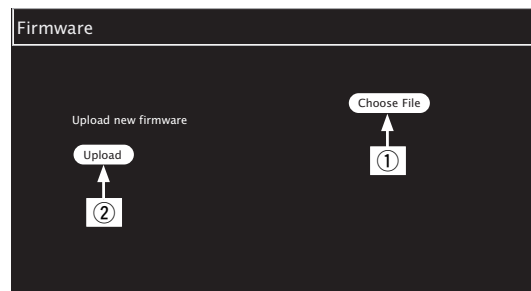 Firmware
Choose File
Upload new firmware
Upload
①
②